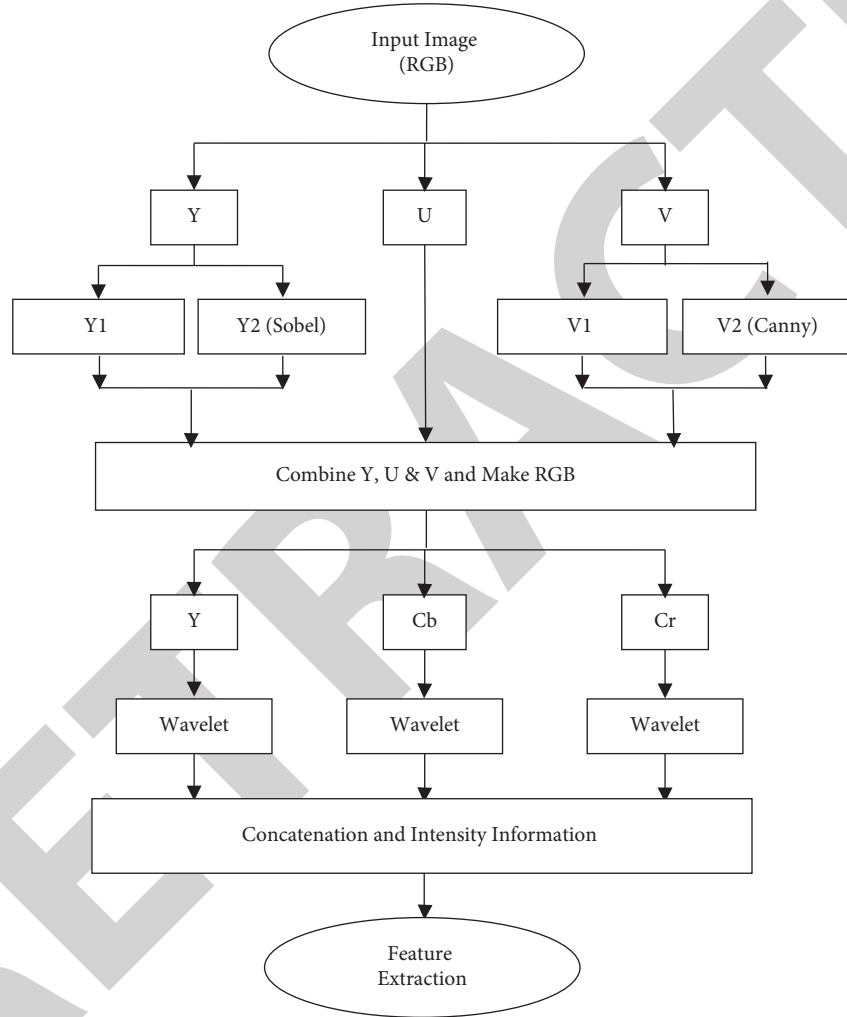 Input Image
(RGB)
Y
U
V
Y1
Y2 (Sobel)
V1
V2 (Canny)
Combine Y, U & V and Make RGB
Y
Cb
Cr
Wavelet
Wavelet
Wavelet
Concatenation and Intensity Information
Feature
Extraction
RETRACT